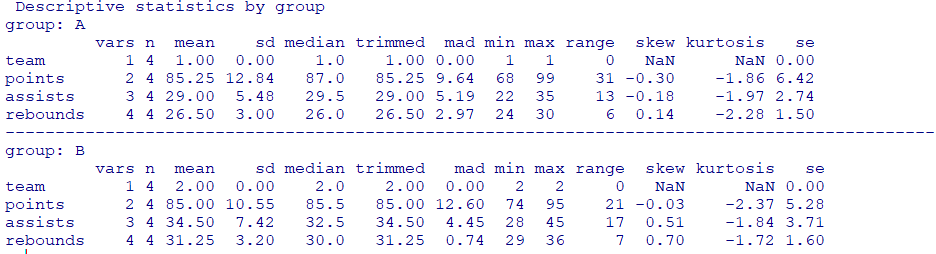 Descriptive statistics by group
group: A
         vars n  mean    sd median trimmed  mad min max range  skew kurtosis   se
team        1 4  1.00  0.00    1.0    1.00 0.00   1   1     0   NaN      NaN 0.00
points      2 4 85.25 12.84   87.0   85.25 9.64  68  99    31 -0.30    -1.86 6.42
assists     3 4 29.00  5.48   29.5   29.00 5.19  22  35    13 -0.18    -1.97 2.74
rebounds    4 4 26.50  3.00   26.0   26.50 2.97  24  30     6  0.14    -2.28 1.50
---------------------------------------------------------------------------------------------
group: B
         vars n  mean    sd median trimmed   mad min max range  skew kurtosis   se
team        1 4  2.00  0.00    2.0    2.00  0.00   2   2     0   NaN      NaN 0.00
points      2 4 85.00 10.55   85.5   85.00 12.60  74  95    21 -0.03    -2.37 5.28
assists     3 4 34.50  7.42   32.5   34.50  4.45  28  45    17  0.51    -1.84 3.71
rebounds    4 4 31.25  3.20   30.0   31.25  0.74  29  36     7  0.70    -1.72 1.60